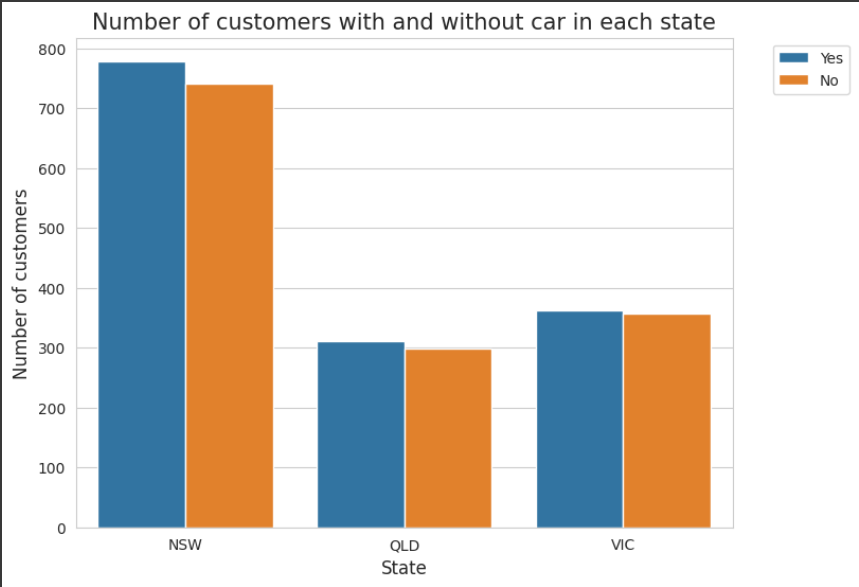 Number of customers with and without car in each state
Yes
No
Number of customers
800
700
600
500
400
300
200
100
0
NSW
QLD
VIC
State